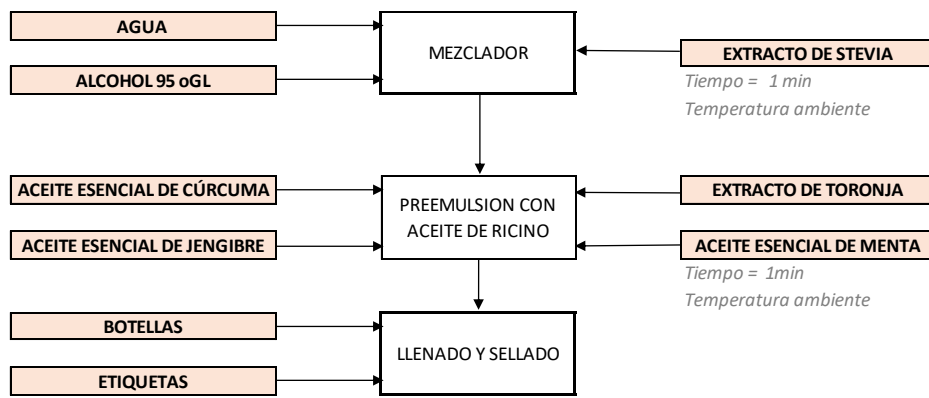 AGUA
ALCOHOL 95 oGL
MEZCLADOR
EXTRACTO DE STEVIA
Tiempo = 1 min
Temperatura ambiente
ACEITE ESENCIAL DE CÚRCUMA
ACEITE ESENCIAL DE JENGIBRE
PREEMULSION CON
ACEITE DE RICINO
EXTRACTO DE TORONJA
ACEITE ESENCIAL DE MENTA
Tiempo = 1min
Temperatura ambiente
BOTELLAS
ETIQUETAS
LLENADO Y SELLADO